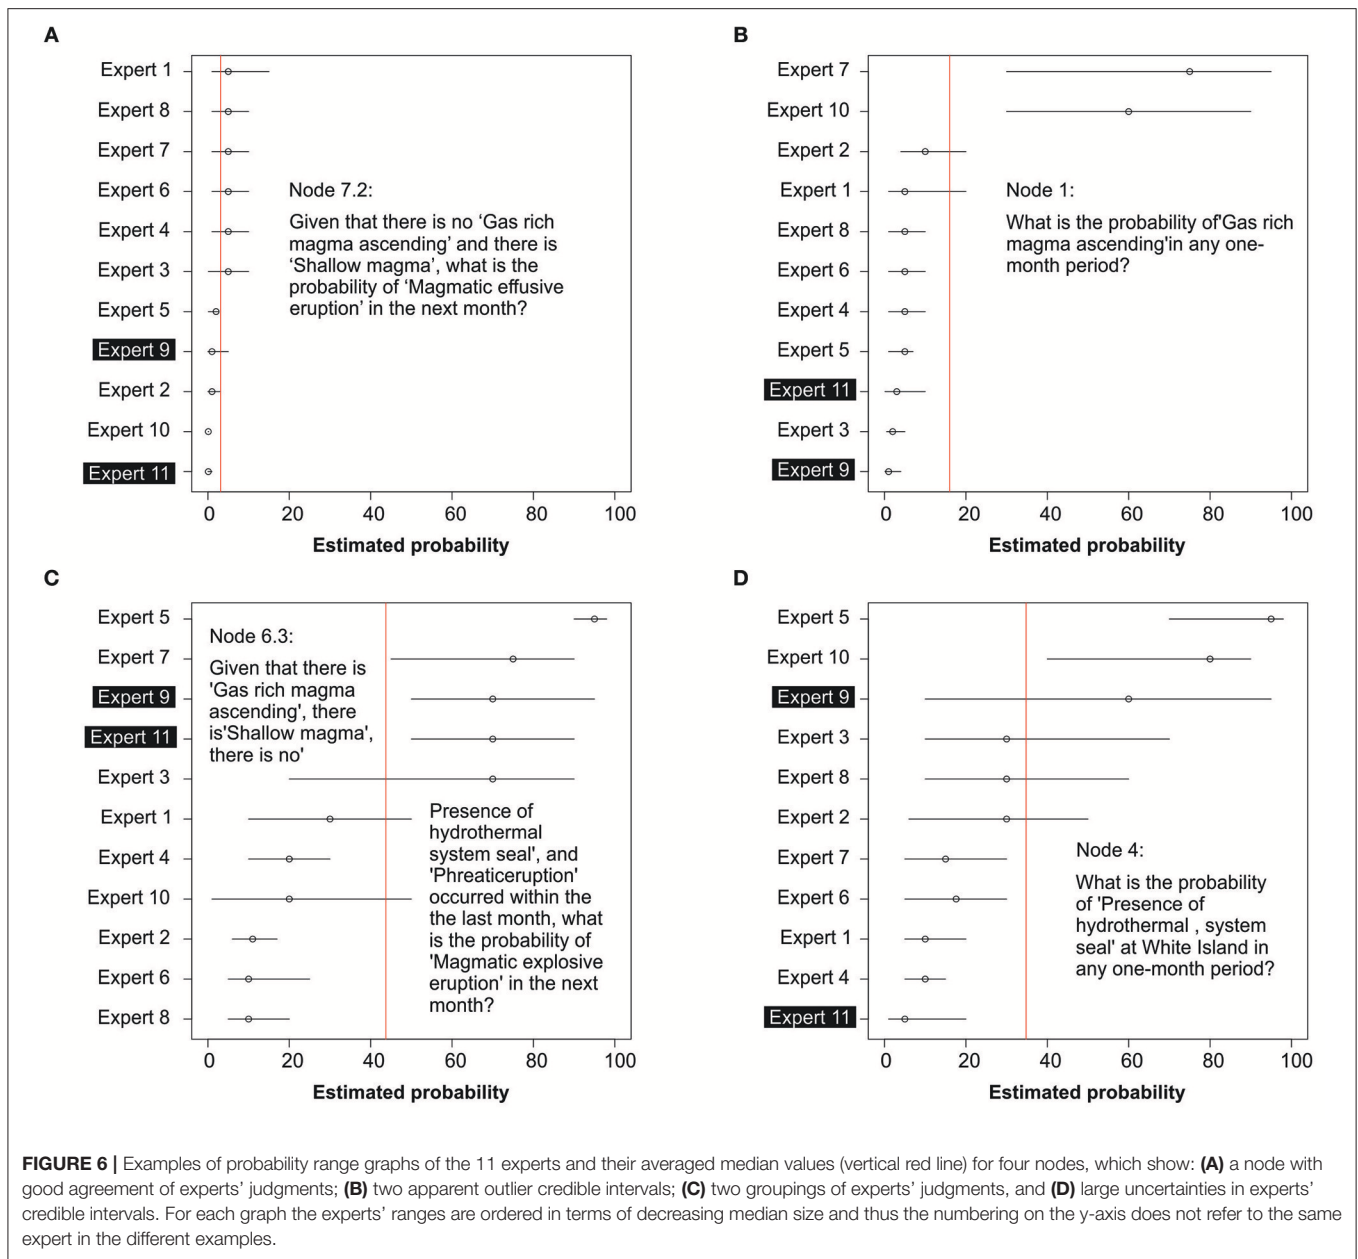 A
Expert 1
Expert 8
Expert 7
Expert 6
Expert 4
Expert 3
Expert 5
Expert 9
Expert 2
Expert 10
Expert 11
Node 7.2:
Given that there is no ‘Gas rich
magma ascending’ and there is
‘Shallow magma’, what is the
probability of ‘Magmatic effusive
eruption’ in the next month?
0 20 40 60 80 100
Estimated probability
B
Expert 7
Expert 10
Expert 2
Expert 1
Expert 8
Expert 6
Expert 4
Expert 5
Expert 11
Expert 3
Expert 9
Node 1:
What is the probability of'Gas rich
magma ascending'in any one-
month period?
0 20 40 60 80 100
Estimated probability
C
Expert 5
Expert 7
Expert 9
Expert 11
Expert 3
Expert 1
Expert 4
Expert 10
Expert 2
Expert 6
Expert 8
Node 6.3:
Given that there is
'Gas rich magma
ascending', there
is'Shallow magma',
there is no'
Presence of
hydrothermal
system seal', and
'Phreaticeruption'
occurred within the
the last month, what
is the probability of
'Magmatic explosive
eruption' in the next
month?
0 20 40 60 80 100
Estimated probability
D
Expert 5
Expert 10
Expert 9
Expert 3
Expert 8
Expert 2
Expert 7
Expert 6
Expert 1
Expert 4
Expert 11
Node 4:
What is the probability
of 'Presence of
hydrothermal , system
seal' at White Island in
any one-month period?
0 20 40 60 80 100
Estimated probability
FIGURE 6 | Examples of probability range graphs of the 11 experts and their averaged median values (vertical red line) for four nodes, which show: (A) a node with
good agreement of experts’ judgments; (B) two apparent outlier credible intervals; (C) two groupings of experts’ judgments, and (D) large uncertainties in experts’
credible intervals. For each graph the experts’ ranges are ordered in terms of decreasing median size and thus the numbering on the y-axis does not refer to the same
expert in the different examples.